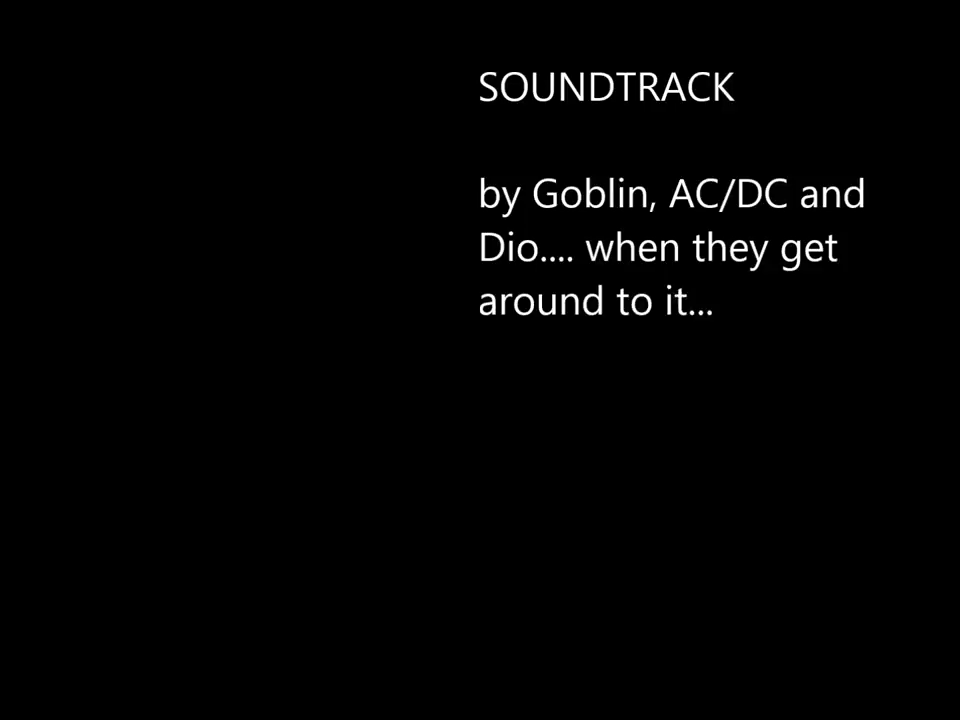 SOUNDTRACK
by Goblin, AC/DC and
Dio.... when they get
around to it...